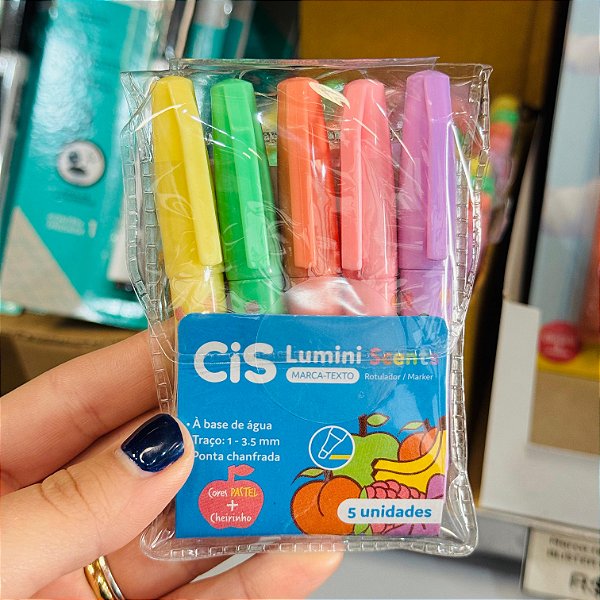 CiS Lumini Scents
MARCA-TEXTO Rotulador / Marker
• À base de água
Traço: 1 - 3.5 mm
Ponta chanfrada
Cores PASTEL
+
Cheirinho
5 unidades
R$